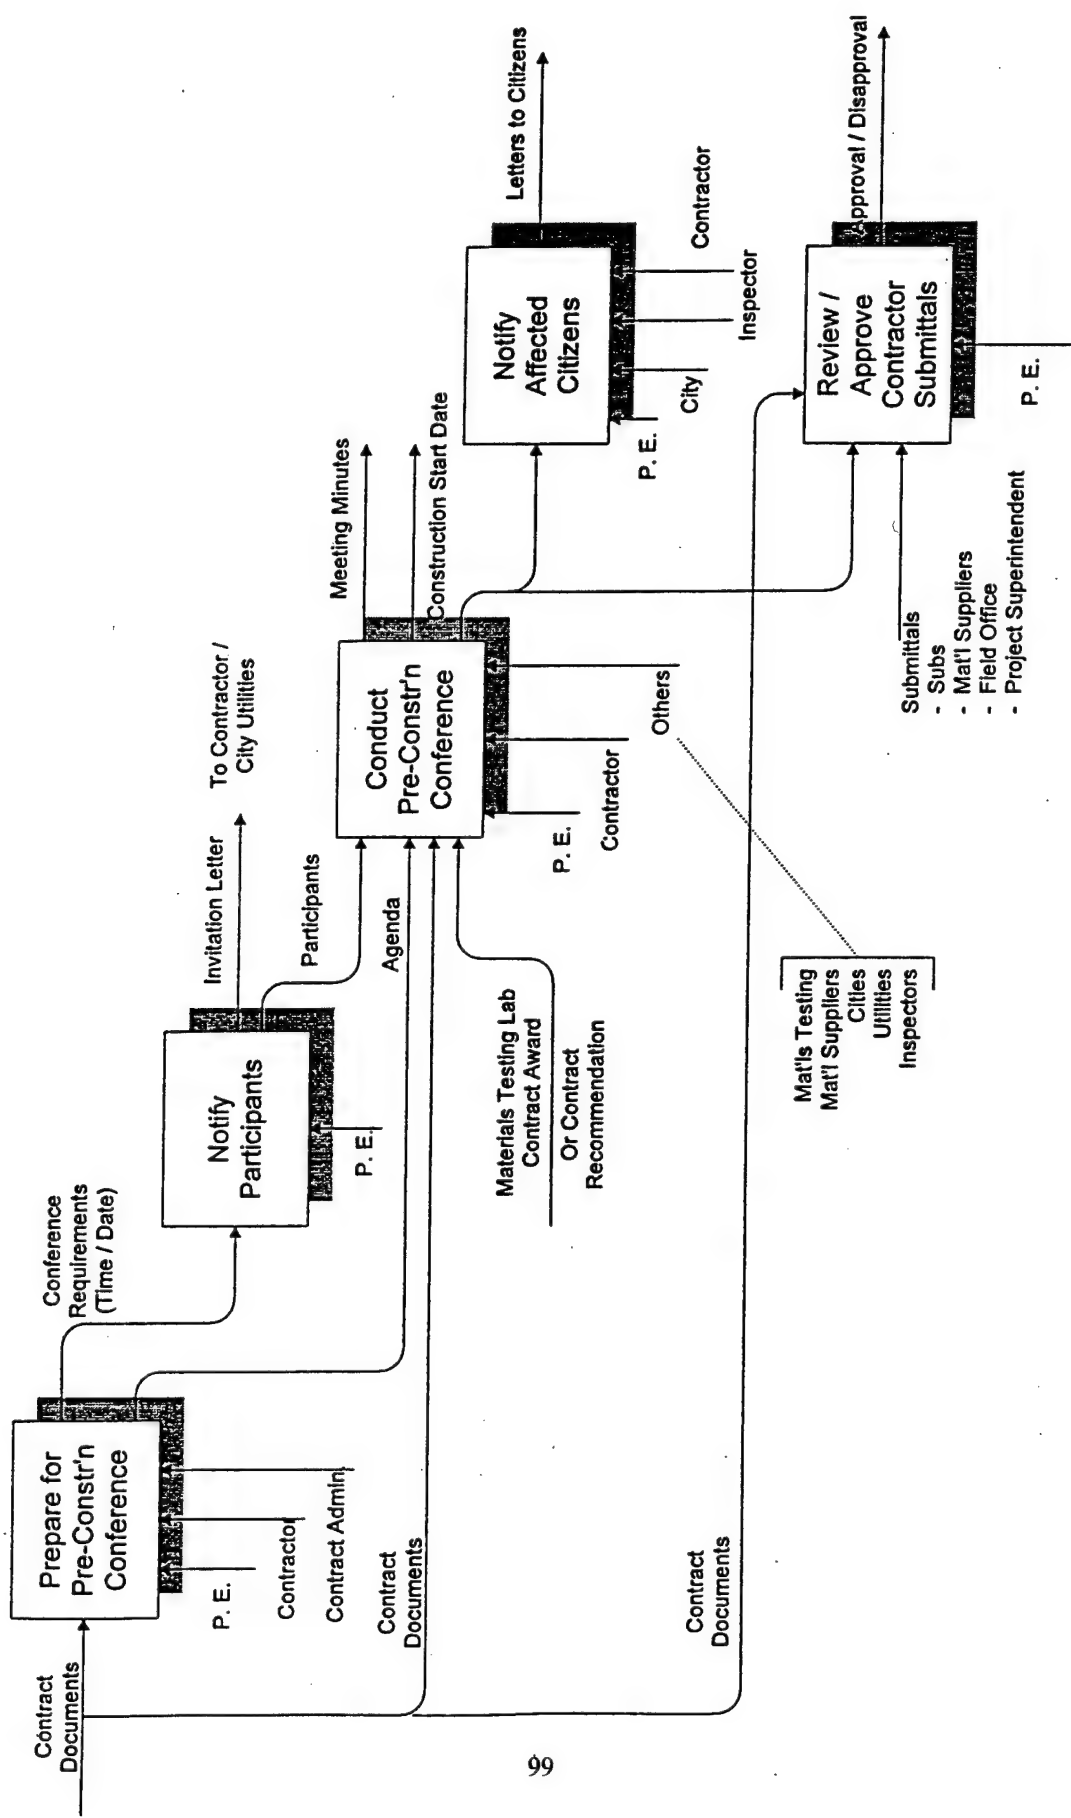 Contract
Documents
Prepare for
Pre-Constr'n
Conference
P. E.
Contractor
Contract Admin.
Conference
Requirements
(Time / Date)
Notify
Participants
P. E.
Invitation Letter
To Contractor /
City Utilities
Participants
Agenda
Contract
Documents
Materials Testing Lab
Contract Award
Or Contract
Recommendation
Conduct
Pre-Constr'n
Conference
P. E.
Contractor
Others
Mat'ls Testing
Mat'l Suppliers
Cities
Utilities
Inspectors
Meeting Minutes
Construction Start Date
Notify
Affected
Citizens
P. E.
City
Inspector
Contractor
Letters to Citizens
Contract
Documents
Submittals
- Subs
- Mat'l Suppliers
- Field Office
- Project Superintendent
Review /
Approve
Contractor
Submittals
P. E.
Approval / Disapproval
99